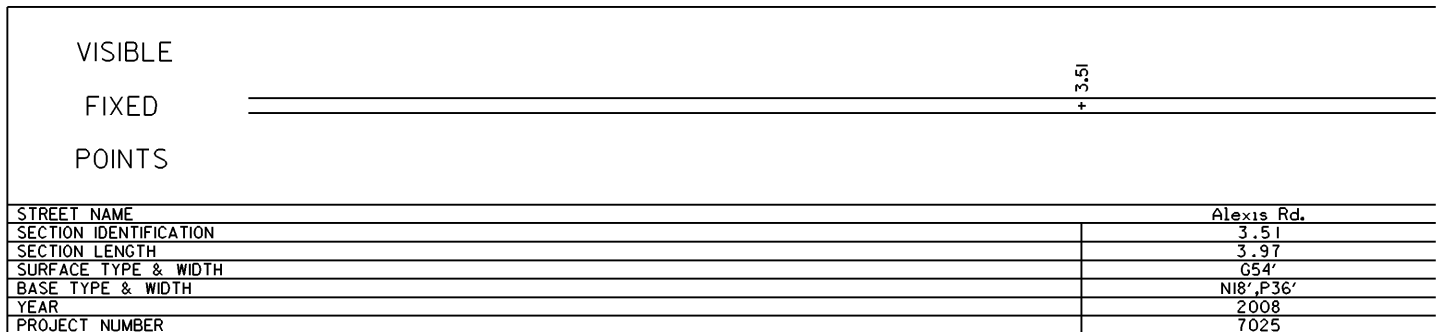 VISIBLE
FIXED
POINTS
3.51
+
STREET NAME Alexis Rd.
SECTION IDENTIFICATION 3.51
SECTION LENGTH 3.97
SURFACE TYPE & WIDTH G54'
BASE TYPE & WIDTH N18',P36'
YEAR 2008
PROJECT NUMBER 7025